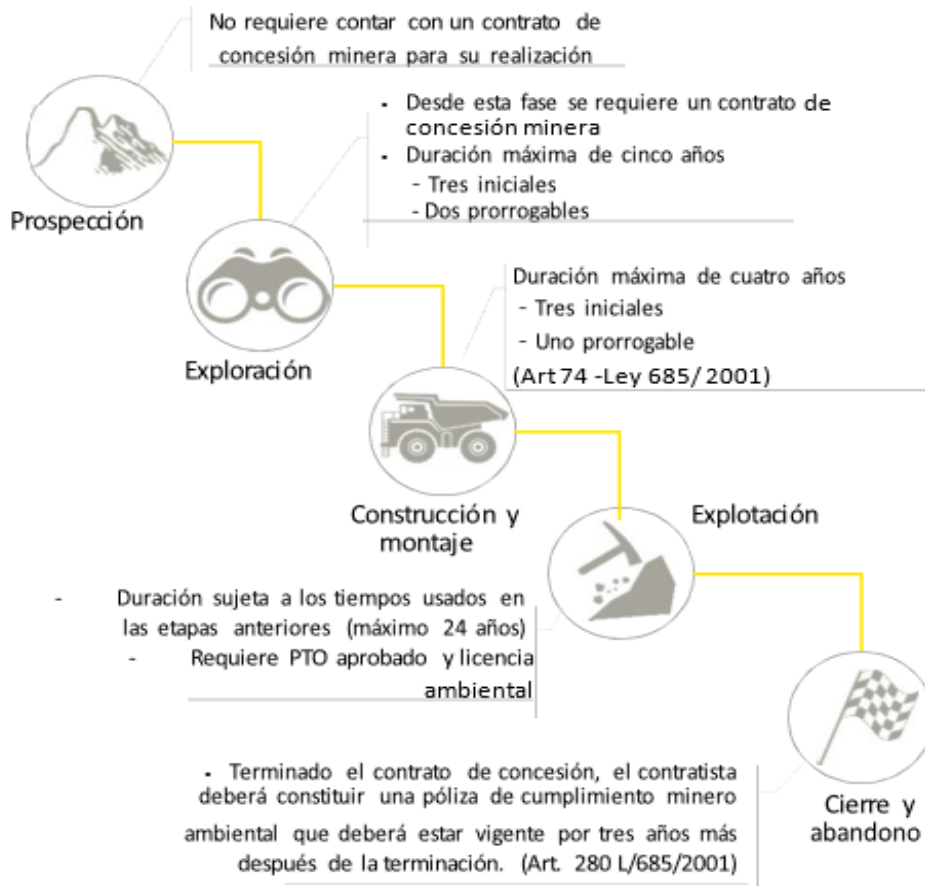 No requiere contar con un contrato de
concesión minera para su realización
Prospección
- Desde esta fase se requiere un contrato de
concesión minera
- Duración máxima de cinco años
- Tres iniciales
- Dos prorrogables
Exploración
Duración máxima de cuatro años
- Tres iniciales
- Uno prorrogable
(Art 74 -Ley 685/ 2001)
Construcción y
montaje
Explotación
- Duración sujeta a los tiempos usados en
las etapas anteriores (máximo 24 años)
- Requiere PTO aprobado y licencia
ambiental
- Terminado el contrato de concesión, el contratista
deberá constituir una póliza de cumplimiento minero
ambiental que deberá estar vigente por tres años más
después de la terminación. (Art. 280 L/685/2001)
Cierre y
abandono